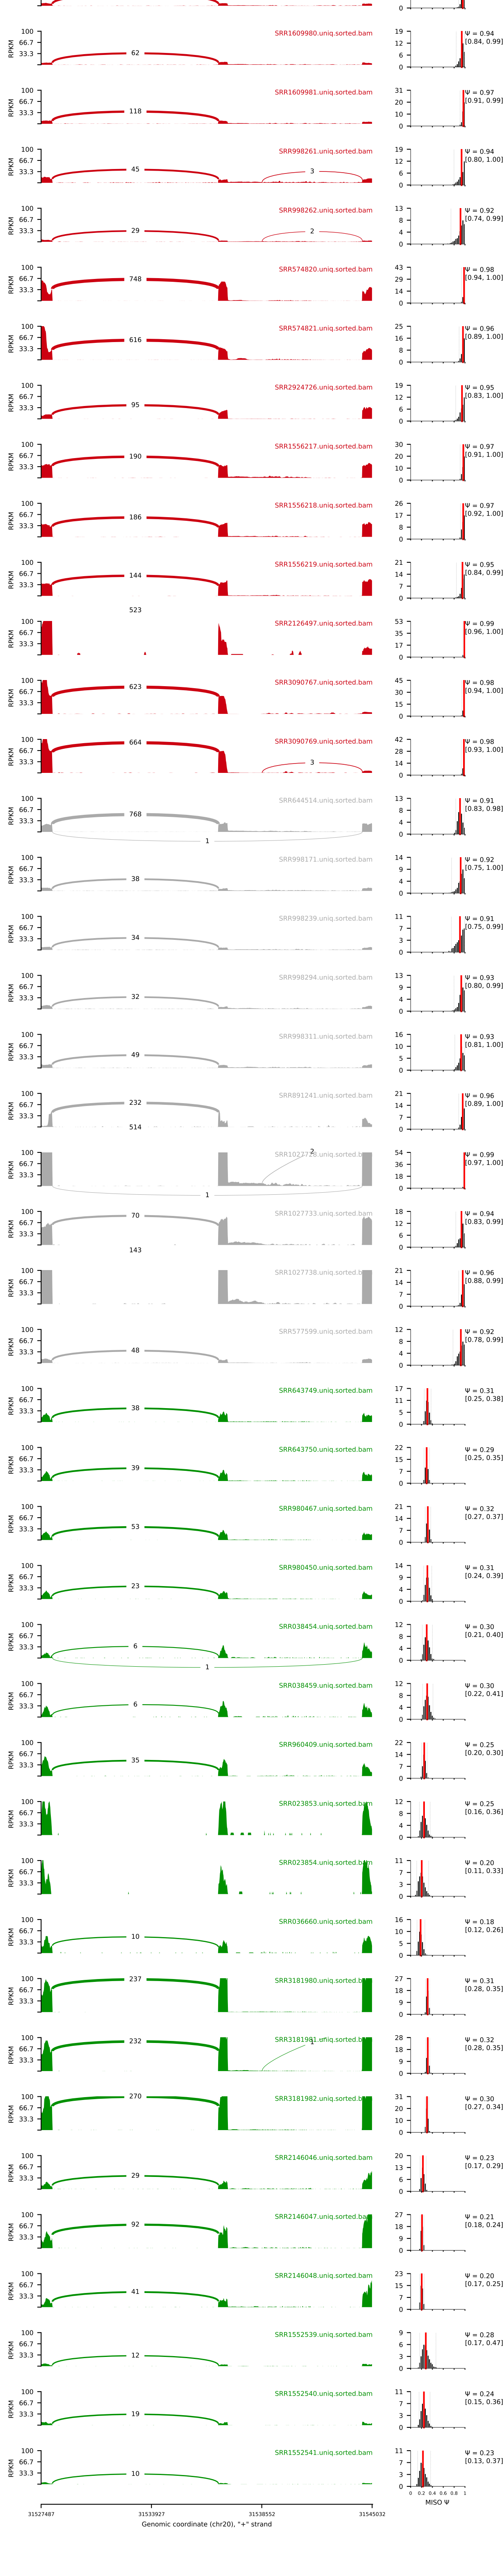 0
SRR1609980.uniq.sorted.bam
RPKM 100 66.7 33.3 62
19 12 6 0
Ψ = 0.94
[0.84, 0.99]
SRR1609981.uniq.sorted.bam
RPKM 100 66.7 33.3 118
31 20 10 0
Ψ = 0.97
[0.91, 0.99]
SRR998261.uniq.sorted.bam
RPKM 100 66.7 33.3 45 3
19 12 6 0
Ψ = 0.94
[0.80, 1.00]
SRR998262.uniq.sorted.bam
RPKM 100 66.7 33.3 29 2
13 8 4 0
Ψ = 0.92
[0.74, 0.99]
SRR574820.uniq.sorted.bam
RPKM 100 66.7 33.3 748
43 29 14 0
Ψ = 0.98
[0.94, 1.00]
SRR574821.uniq.sorted.bam
RPKM 100 66.7 33.3 616
25 16 8 0
Ψ = 0.96
[0.89, 1.00]
SRR2924726.uniq.sorted.bam
RPKM 100 66.7 33.3 95
19 12 6 0
Ψ = 0.95
[0.83, 1.00]
SRR1556217.uniq.sorted.bam
RPKM 100 66.7 33.3 190
30 20 10 0
Ψ = 0.97
[0.91, 1.00]
SRR1556218.uniq.sorted.bam
RPKM 100 66.7 33.3 186
26 17 8 0
Ψ = 0.97
[0.92, 1.00]
SRR1556219.uniq.sorted.bam
RPKM 100 66.7 33.3 144
21 14 7 0
Ψ = 0.95
[0.84, 0.99]
523
SRR2126497.uniq.sorted.bam
RPKM 100 66.7 33.3
53 35 17 0
Ψ = 0.99
[0.96, 1.00]
SRR3090767.uniq.sorted.bam
RPKM 100 66.7 33.3 623
45 30 15 0
Ψ = 0.98
[0.94, 1.00]
SRR3090769.uniq.sorted.bam
RPKM 100 66.7 33.3 664 3
42 28 14 0
Ψ = 0.98
[0.93, 1.00]
SRR644514.uniq.sorted.bam
RPKM 100 66.7 33.3 768 1
13 8 4 0
Ψ = 0.91
[0.83, 0.98]
SRR998171.uniq.sorted.bam
RPKM 100 66.7 33.3 38
14 9 4 0
Ψ = 0.92
[0.75, 1.00]
SRR998239.uniq.sorted.bam
RPKM 100 66.7 33.3 34
11 7 3 0
Ψ = 0.91
[0.75, 0.99]
SRR998294.uniq.sorted.bam
RPKM 100 66.7 33.3 32
13 9 4 0
Ψ = 0.93
[0.80, 0.99]
SRR998311.uniq.sorted.bam
RPKM 100 66.7 33.3 49
16 10 5 0
Ψ = 0.93
[0.81, 1.00]
SRR891241.uniq.sorted.bam
RPKM 100 66.7 33.3 232
21 14 7 0
Ψ = 0.96
[0.89, 1.00]
514
RPKM 100 66.7 33.3 2 1
54 36 18 0
Ψ = 0.99
[0.97, 1.00]
SRR1027733.uniq.sorted.bam
RPKM 100 66.7 33.3 70
18 12 6 0
Ψ = 0.94
[0.83, 0.99]
143
SRR1027738.uniq.sorted.bam
RPKM 100 66.7 33.3
21 14 7 0
Ψ = 0.96
[0.88, 0.99]
SRR577599.uniq.sorted.bam
RPKM 100 66.7 33.3 48
12 8 4 0
Ψ = 0.92
[0.78, 0.99]
SRR643749.uniq.sorted.bam
RPKM 100 66.7 33.3 38
17 11 5 0
Ψ = 0.31
[0.25, 0.38]
SRR643750.uniq.sorted.bam
RPKM 100 66.7 33.3 39
22 15 7 0
Ψ = 0.29
[0.25, 0.35]
SRR980467.uniq.sorted.bam
RPKM 100 66.7 33.3 53
21 14 7 0
Ψ = 0.32
[0.27, 0.37]
SRR980450.uniq.sorted.bam
RPKM 100 66.7 33.3 23
14 9 4 0
Ψ = 0.31
[0.24, 0.39]
SRR038454.uniq.sorted.bam
RPKM 100 66.7 33.3 6 1
12 8 4 0
Ψ = 0.30
[0.21, 0.40]
SRR038459.uniq.sorted.bam
RPKM 100 66.7 33.3 6
12 8 4 0
Ψ = 0.30
[0.22, 0.41]
SRR960409.uniq.sorted.bam
RPKM 100 66.7 33.3 35
22 14 7 0
Ψ = 0.25
[0.20, 0.30]
SRR023853.uniq.sorted.bam
RPKM 100 66.7 33.3
12 8 4 0
Ψ = 0.25
[0.16, 0.36]
SRR023854.uniq.sorted.bam
RPKM 100 66.7 33.3
11 7 3 0
Ψ = 0.20
[0.11, 0.33]
SRR036660.uniq.sorted.bam
RPKM 100 66.7 33.3 10
16 10 5 0
Ψ = 0.18
[0.12, 0.26]
SRR3181980.uniq.sorted.bam
RPKM 100 66.7 33.3 237
27 18 9 0
Ψ = 0.31
[0.28, 0.35]
SRR3181981.uniq.sorted.bam
RPKM 100 66.7 33.3 232 1
28 18 9 0
Ψ = 0.32
[0.28, 0.35]
SRR3181982.uniq.sorted.bam
RPKM 100 66.7 33.3 270
31 20 10 0
Ψ = 0.30
[0.27, 0.34]
SRR2146046.uniq.sorted.bam
RPKM 100 66.7 33.3 29
20 13 6 0
Ψ = 0.23
[0.17, 0.29]
SRR2146047.uniq.sorted.bam
RPKM 100 66.7 33.3 92
27 18 9 0
Ψ = 0.21
[0.18, 0.24]
SRR2146048.uniq.sorted.bam
RPKM 100 66.7 33.3 41
23 15 7 0
Ψ = 0.20
[0.17, 0.25]
SRR1552539.uniq.sorted.bam
RPKM 100 66.7 33.3 12
9 6 3 0
Ψ = 0.28
[0.17, 0.47]
SRR1552540.uniq.sorted.bam
RPKM 100 66.7 33.3 19
11 7 3 0
Ψ = 0.24
[0.15, 0.36]
SRR1552541.uniq.sorted.bam
RPKM 100 66.7 33.3 10
11 7 3 0
Ψ = 0.23
[0.13, 0.37]
0 0.2 0.4 0.6 0.8 1
MISO Ψ
31527487 31533927 31538552 31545032
Genomic coordinate (chr20), "+" strand